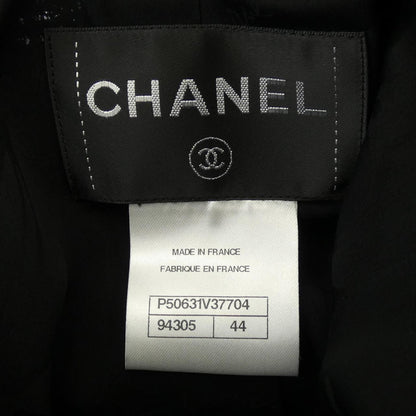 CHANEL
MADE IN FRANCE
FABRIQUE EN FRANCE
P50631V37704
94305 44